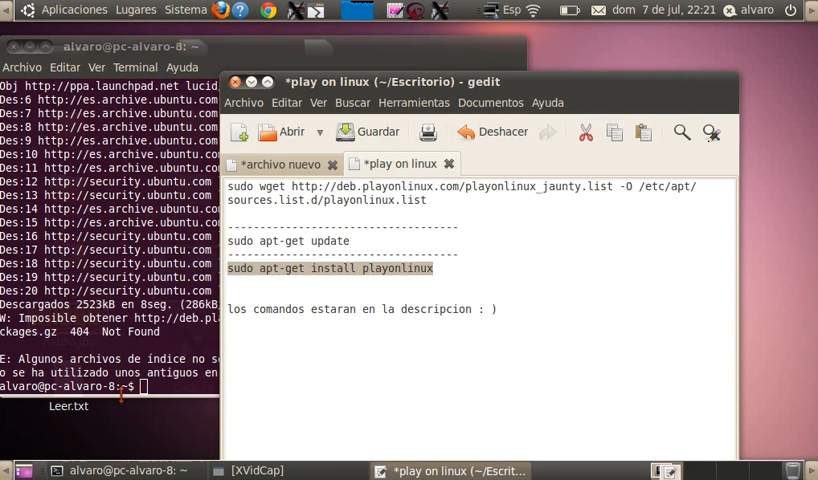 Aplicaciones Lugares Sistema
Esp
dom 7 de jul, 22:21
alvaro
alvaro@pc-alvaro-8: ~
Archivo Editar Ver Terminal Ayuda
Obj http://ppa.launchpad.net lucid
Des:6 http://es.archive.ubuntu.com
Des:7 http://es.archive.ubuntu.com
Des:8 http://es.archive.ubuntu.com
Des:9 http://es.archive.ubuntu.com
Des:10 http://es.archive.ubuntu.co
Des:11 http://es.archive.ubuntu.co
Des:12 http://security.ubuntu.com
Des:13 http://security.ubuntu.com
Des:14 http://es.archive.ubuntu.co
Des:15 http://es.archive.ubuntu.co
Des:16 http://security.ubuntu.com
Des:17 http://security.ubuntu.com
Des:18 http://security.ubuntu.com
Des:19 http://security.ubuntu.com
Des:20 http://security.ubuntu.com
Descargados 2523kB en 8seg. (286kB
W: Imposible obtener http://deb.pl
ckages.gz 404 Not Found
E: Algunos archivos de índice no s
o se ha utilizado unos antiguos en
alvaro@pc-alvaro-8:~$
Leer.txt
*play on linux (~/Escritorio) - gedit
Archivo Editar Ver Buscar Herramientas Documentos Ayuda
Abrir Guardar Deshacer
*archivo nuevo *play on linux
sudo wget http://deb.playonlinux.com/playonlinux_jaunty.list -O /etc/apt/
sources.list.d/playonlinux.list
----------------------------------
sudo apt-get update
----------------------------------
sudo apt-get install playonlinux
los comandos estaran en la descripcion : )
alvaro@pc-alvaro-8: ~ [XVidCap] *play on linux (~/Escrit...